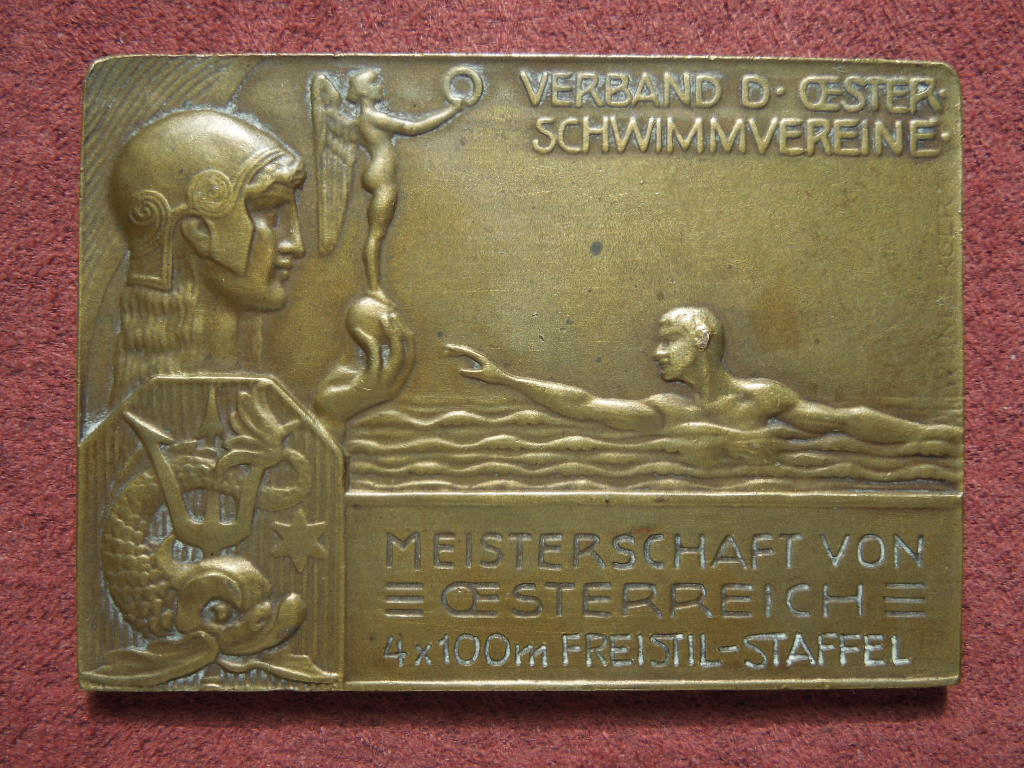 VERBAND D· ŒSTER·
SCHWIMMVEREINE·
MEISTERSCHAFT VON
ŒSTERREICH
4x100m FREISTIL-STAFFEL